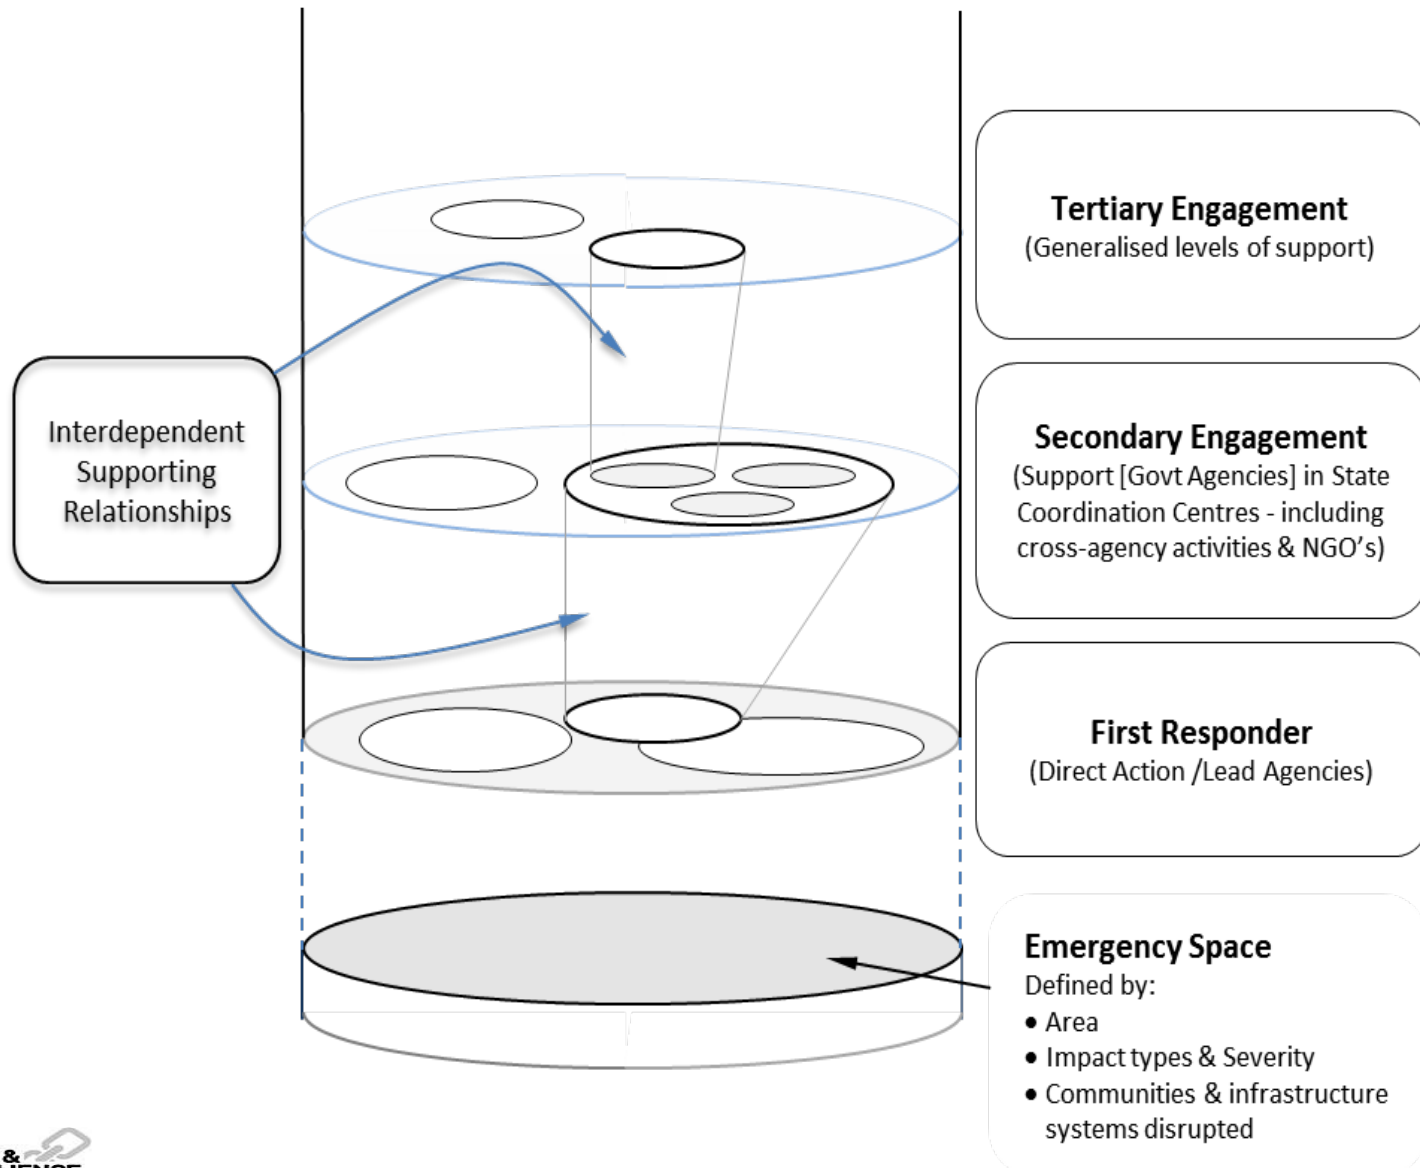 Tertiary Engagement
(Generalised levels of support)
Interdependent
Supporting
Relationships
Secondary Engagement
(Support [Govt Agencies] in State
Coordination Centres - including
cross-agency activities & NGO's)
First Responder
(Direct Action /Lead Agencies)
Emergency Space
Defined by:
• Area
• Impact types & Severity
• Communities & infrastructure
systems disrupted
&